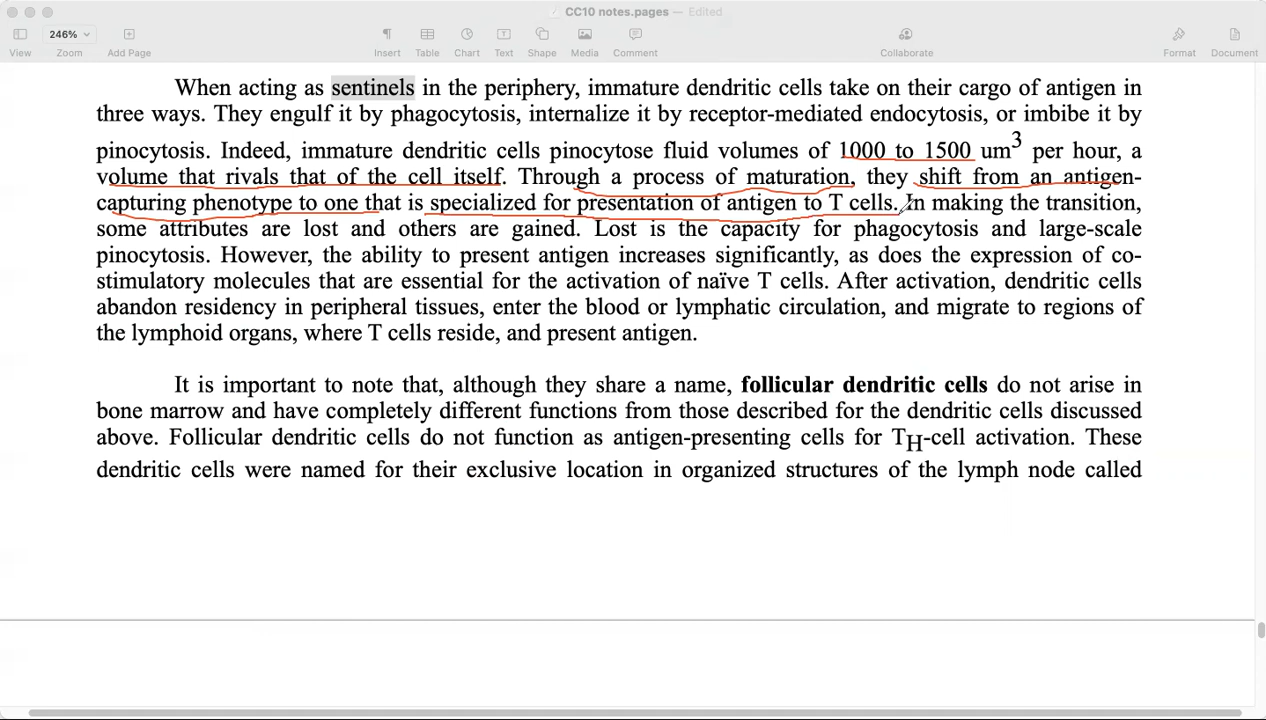 CC10 notes.pages — Edited
246%
View Zoom Add Page Insert Table Chart Text Shape Media Comment Collaborate Format Document
When acting as sentinels in the periphery, immature dendritic cells take on their cargo of antigen in
three ways. They engulf it by phagocytosis, internalize it by receptor-mediated endocytosis, or imbibe it by
pinocytosis. Indeed, immature dendritic cells pinocytose fluid volumes of 1000 to 1500 um³ per hour, a
volume that rivals that of the cell itself. Through a process of maturation, they shift from an antigen-
capturing phenotype to one that is specialized for presentation of antigen to T cells. In making the transition,
some attributes are lost and others are gained. Lost is the capacity for phagocytosis and large-scale
pinocytosis. However, the ability to present antigen increases significantly, as does the expression of co-
stimulatory molecules that are essential for the activation of naïve T cells. After activation, dendritic cells
abandon residency in peripheral tissues, enter the blood or lymphatic circulation, and migrate to regions of
the lymphoid organs, where T cells reside, and present antigen.
It is important to note that, although they share a name, follicular dendritic cells do not arise in
bone marrow and have completely different functions from those described for the dendritic cells discussed
above. Follicular dendritic cells do not function as antigen-presenting cells for TH-cell activation. These
dendritic cells were named for their exclusive location in organized structures of the lymph node called